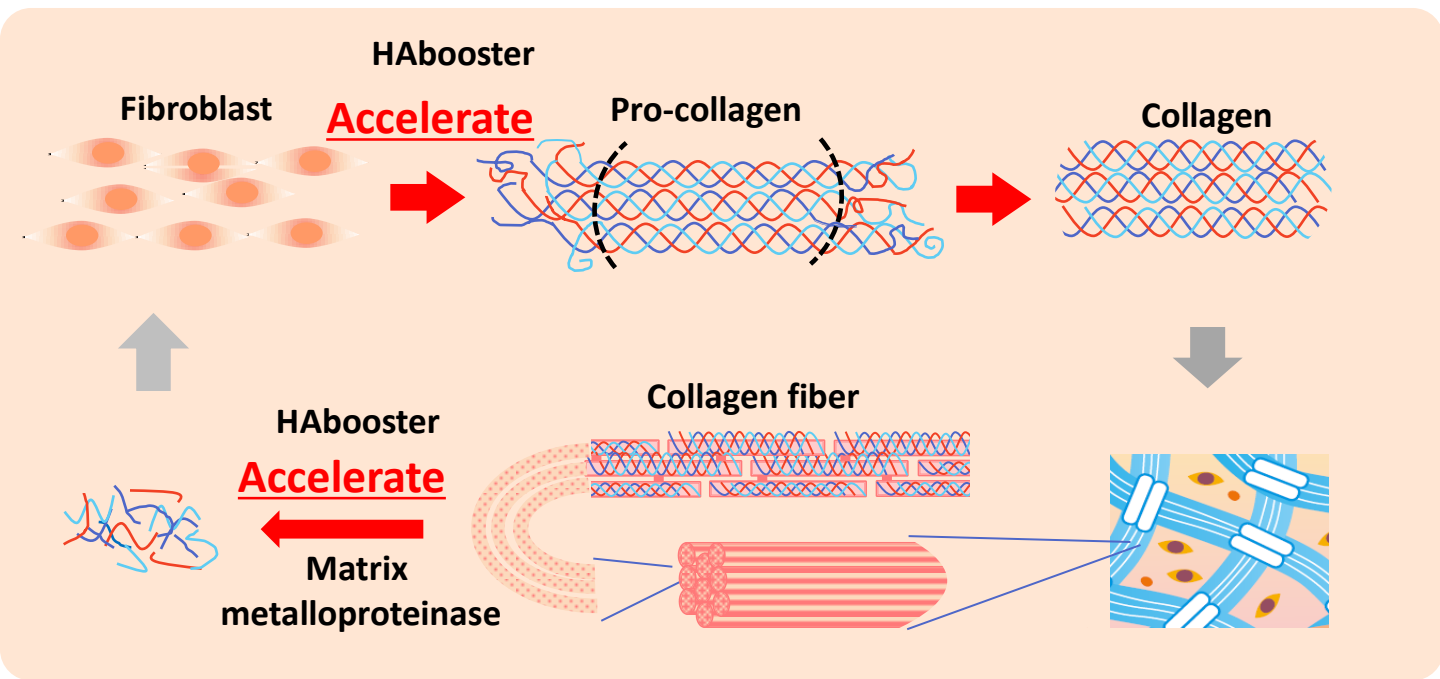 HAbooster
Fibroblast
Accelerate
Pro-collagen
Collagen
HAbooster
Accelerate
Matrix
metalloproteinase
Collagen fiber